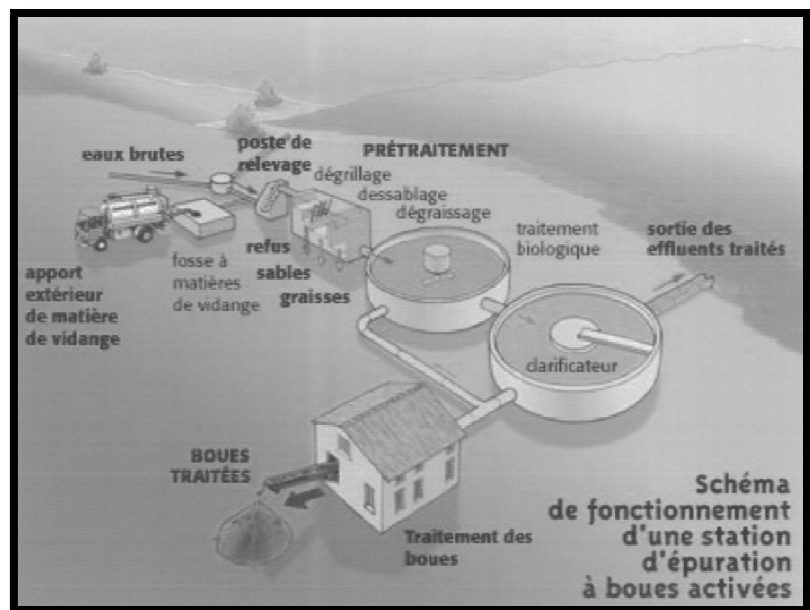 eaux brutes
poste de
relevage
PRÉTRAITEMENT
dégrillage
dessablage
dégraissage
traitement
biologique
sortie des
effluents traités
apport
extérieur
de matière
de vidange
fosse à
matières
de vidange
refus
sables
graisses
clarificateur
BOUES
TRAITÉES
Traitement des
boues
Schéma
de fonctionnement
d'une station
d'épuration
à boues activées